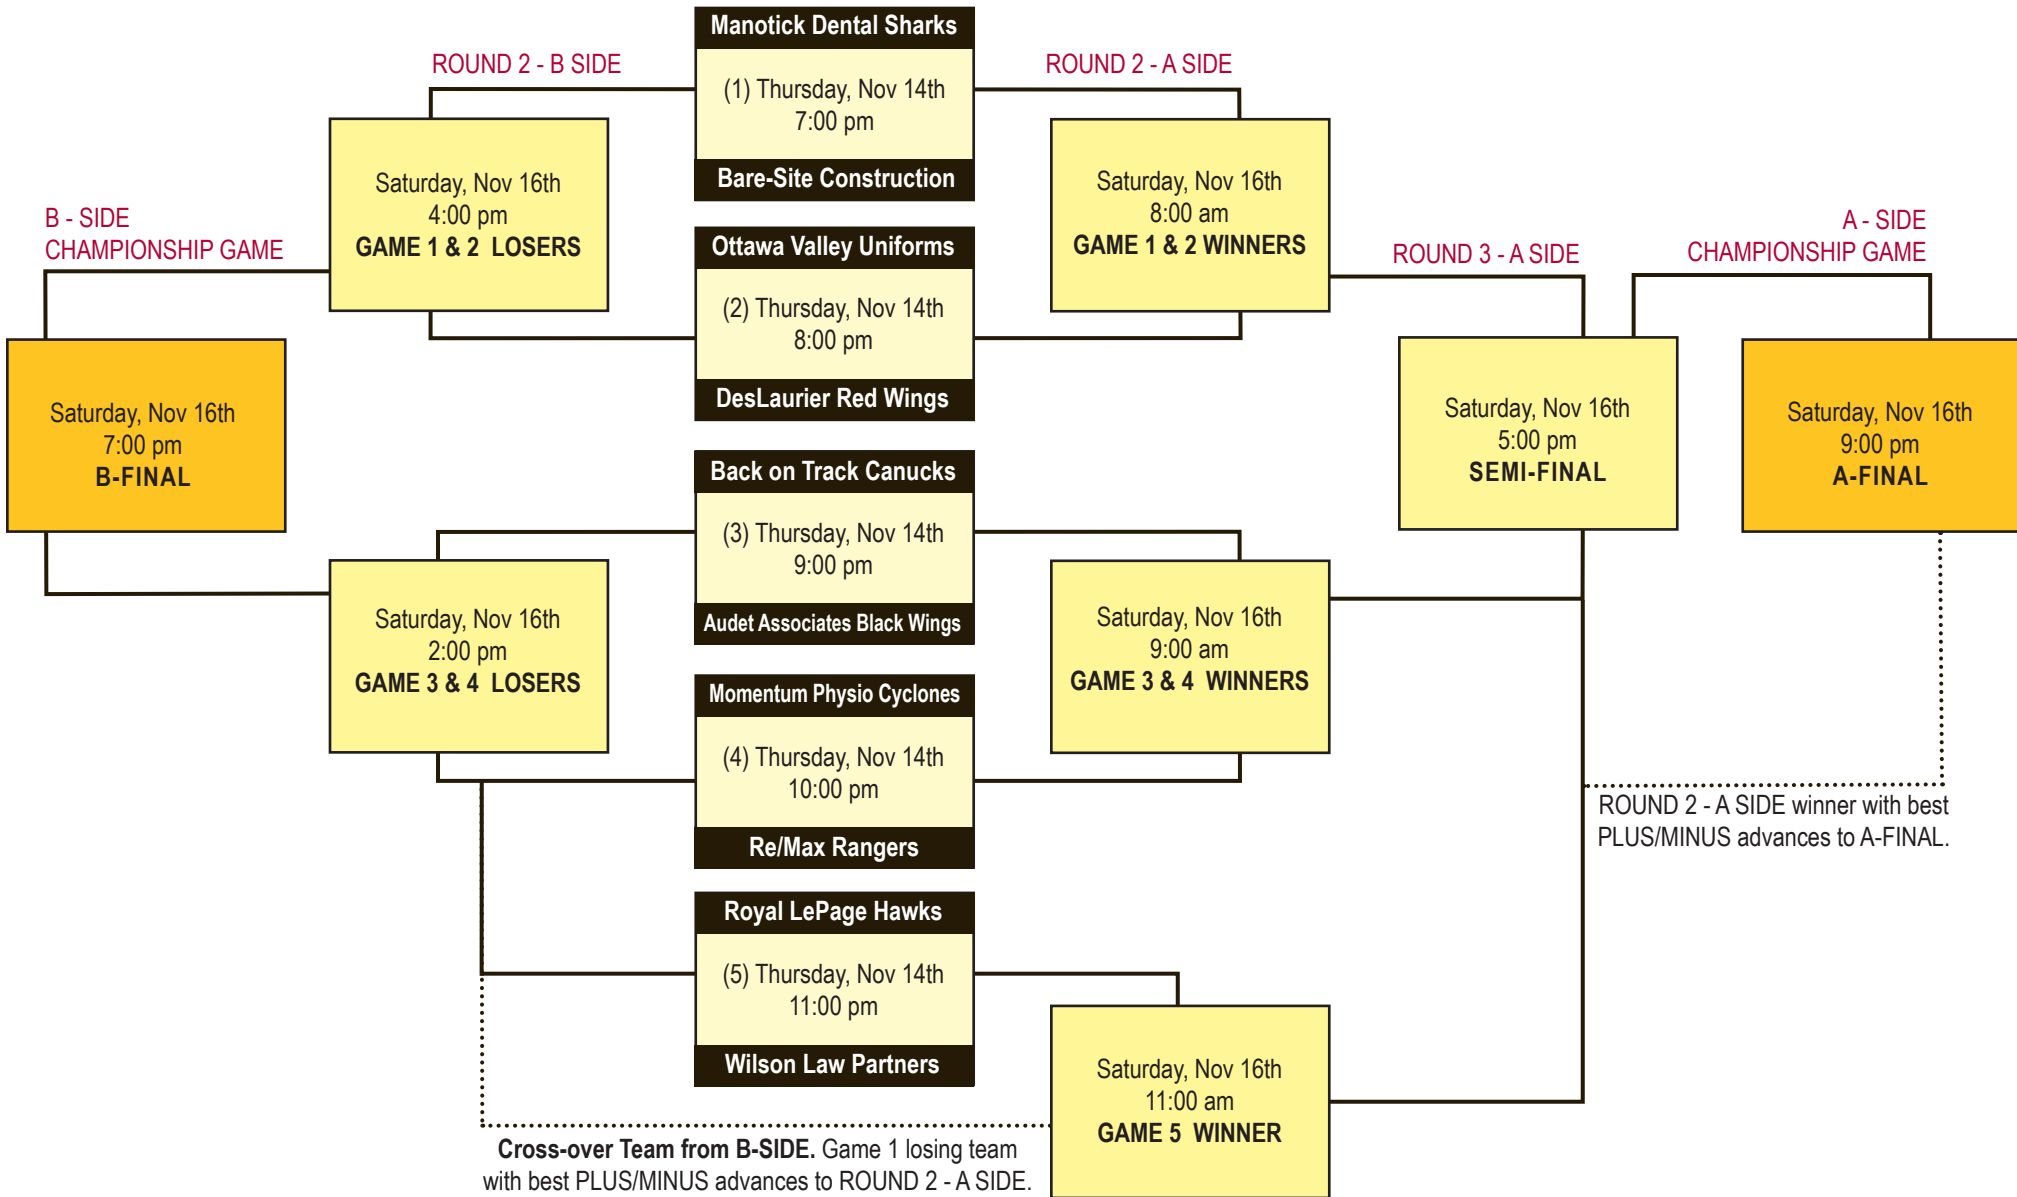 Manotick Dental Sharks
ROUND 2 - B SIDE
ROUND 2 - A SIDE
(1) Thursday, Nov 14th
7:00 pm
Bare-Site Construction
Saturday, Nov 16th
4:00 pm
GAME 1 & 2 LOSERS
Saturday, Nov 16th
8:00 am
GAME 1 & 2 WINNERS
B - SIDE
CHAMPIONSHIP GAME
Ottawa Valley Uniforms
(2) Thursday, Nov 14th
8:00 pm
DesLaurier Red Wings
ROUND 3 - A SIDE
A - SIDE
CHAMPIONSHIP GAME
Saturday, Nov 16th
7:00 pm
B-FINAL
Saturday, Nov 16th
5:00 pm
SEMI-FINAL
Saturday, Nov 16th
9:00 pm
A-FINAL
Back on Track Canucks
(3) Thursday, Nov 14th
9:00 pm
Audet Associates Black Wings
Saturday, Nov 16th
2:00 pm
GAME 3 & 4 LOSERS
Saturday, Nov 16th
9:00 am
GAME 3 & 4 WINNERS
Momentum Physio Cyclones
(4) Thursday, Nov 14th
10:00 pm
Re/Max Rangers
ROUND 2 - A SIDE winner with best
PLUS/MINUS advances to A-FINAL.
Royal LePage Hawks
(5) Thursday, Nov 14th
11:00 pm
Wilson Law Partners
Saturday, Nov 16th
11:00 am
GAME 5 WINNER
Cross-over Team from B-SIDE. Game 1 losing team
with best PLUS/MINUS advances to ROUND 2 - A SIDE.